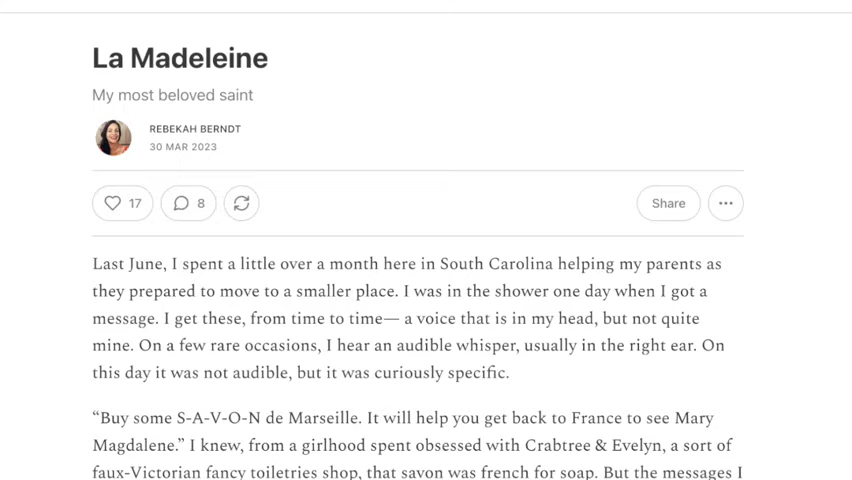 La Madeleine
My most beloved saint
REBEKAH BERNDT
30 MAR 2023
17
8
Share
Last June, I spent a little over a month here in South Carolina helping my parents as
they prepared to move to a smaller place. I was in the shower one day when I got a
message. I get these, from time to time— a voice that is in my head, but not quite
mine. On a few rare occasions, I hear an audible whisper, usually in the right ear. On
this day it was not audible, but it was curiously specific.
“Buy some S-A-V-O-N de Marseille. It will help you get back to France to see Mary
Magdalene.” I knew, from a girlhood spent obsessed with Crabtree & Evelyn, a sort of
faux-Victorian fancy toiletries shop, that savon was french for soap. But the messages I